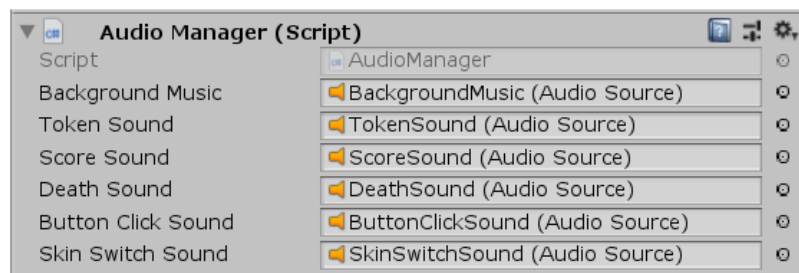 Audio Manager (Script)
Script AudioManager
Background Music BackgroundMusic (Audio Source)
Token Sound TokenSound (Audio Source)
Score Sound ScoreSound (Audio Source)
Death Sound DeathSound (Audio Source)
Button Click Sound ButtonClickSound (Audio Source)
Skin Switch Sound SkinSwitchSound (Audio Source)